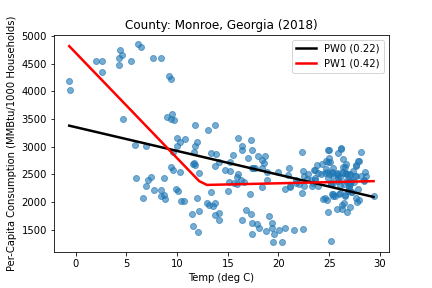 County: Monroe, Georgia (2018)
Per-Capita Consumption (MMBtu/1000 Households)
5000
4500
4000
3500
3000
2500
2000
1500
PW0 (0.22)
PW1 (0.42)
0 5 10 15 20 25 30
Temp (deg C)